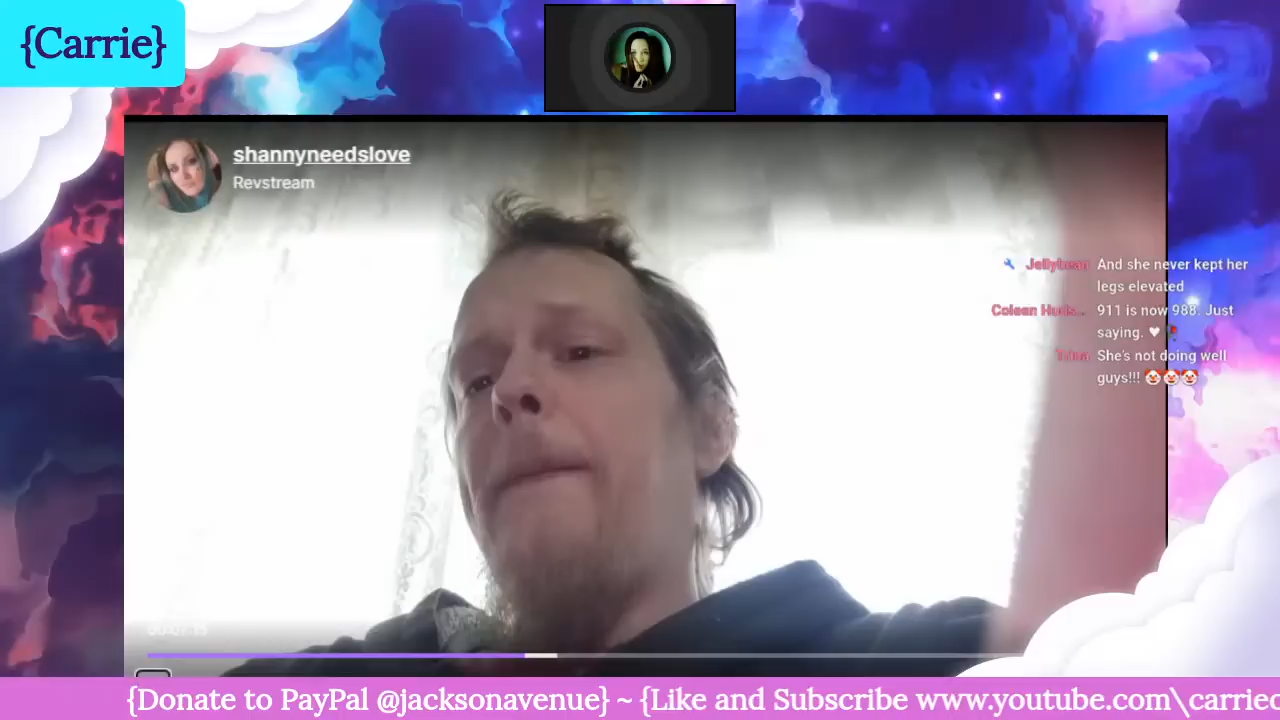 {Carrie}
shannyneedslove
Revstream
And she never kept her
legs elevated
911 is now 988. Just
saying. ♥
She's not doing well
guys!!! 🤡🤡🤡
{Donate to PayPal @jacksonavenue} ~ {Like and Subscribe www.youtube.com\carriec